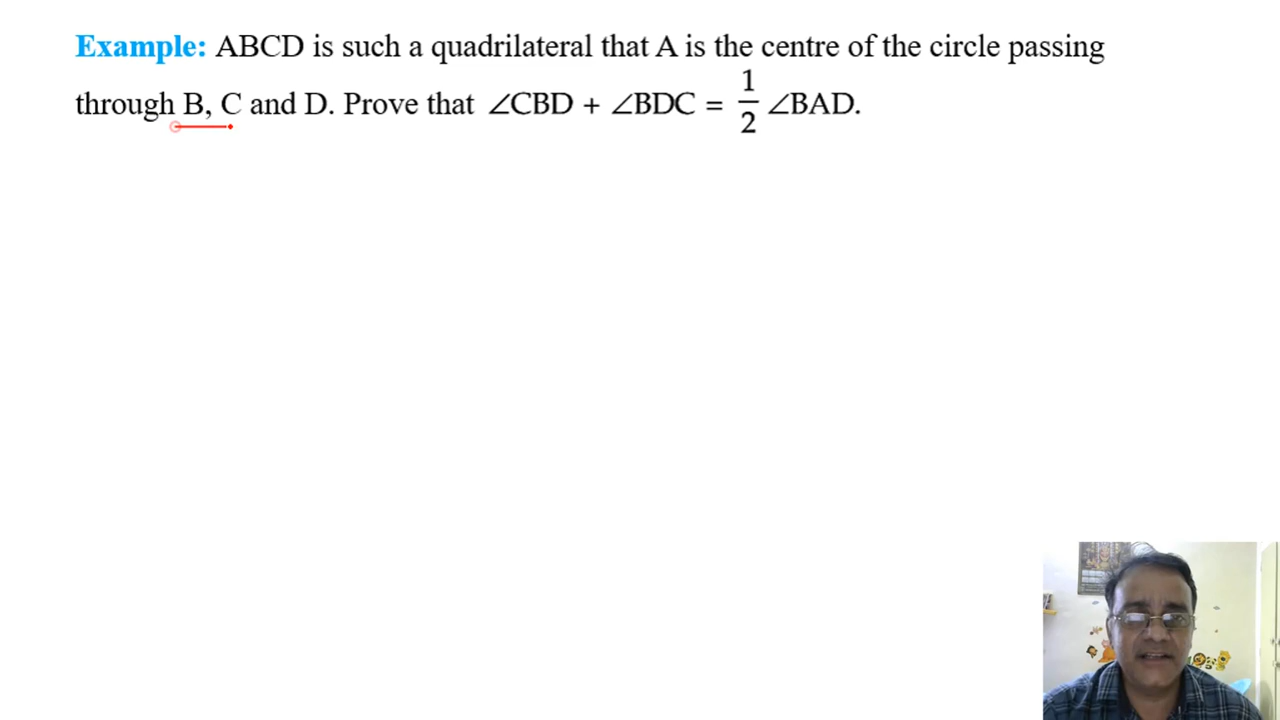 Example: ABCD is such a quadrilateral that A is the centre of the circle passing
through B, C and D. Prove that ∠CBD + ∠BDC = 1/2 ∠BAD.